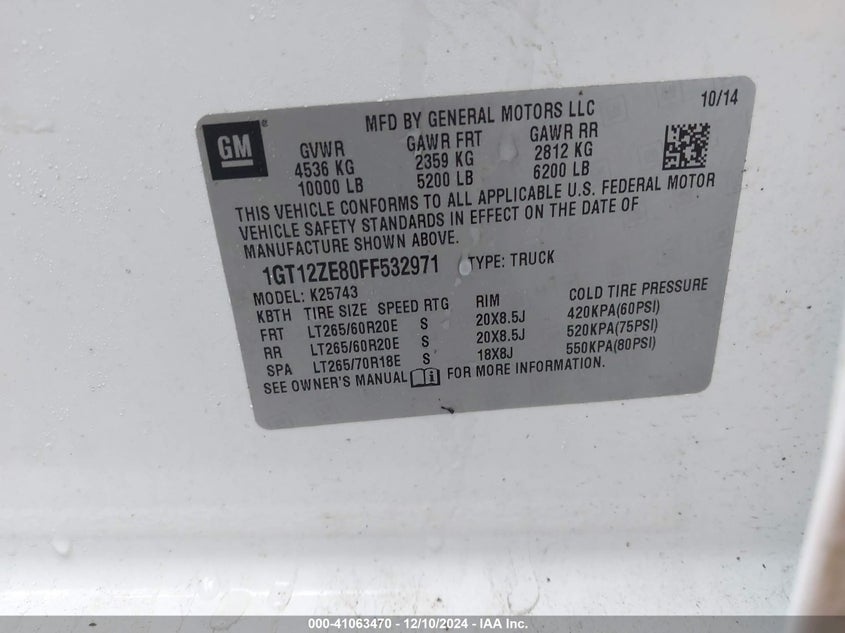 MFD BY GENERAL MOTORS LLC 10/14
GM
GVWR GAWR FRT GAWR RR
4536 KG 2359 KG 2812 KG
10000 LB 5200 LB 6200 LB
THIS VEHICLE CONFORMS TO ALL APPLICABLE U.S. FEDERAL MOTOR
VEHICLE SAFETY STANDARDS IN EFFECT ON THE DATE OF
MANUFACTURE SHOWN ABOVE.
1GT12ZE80FF532971 TYPE: TRUCK
MODEL: K25743
KBTH TIRE SIZE SPEED RTG RIM COLD TIRE PRESSURE
FRT LT265/60R20E S 20X8.5J 420KPA(60PSI)
RR LT265/60R20E S 20X8.5J 520KPA(75PSI)
SPA LT265/70R18E S 18X8J 550KPA(80PSI)
SEE OWNER'S MANUAL FOR MORE INFORMATION.
000-41063470 - 12/10/2024 - IAA Inc.